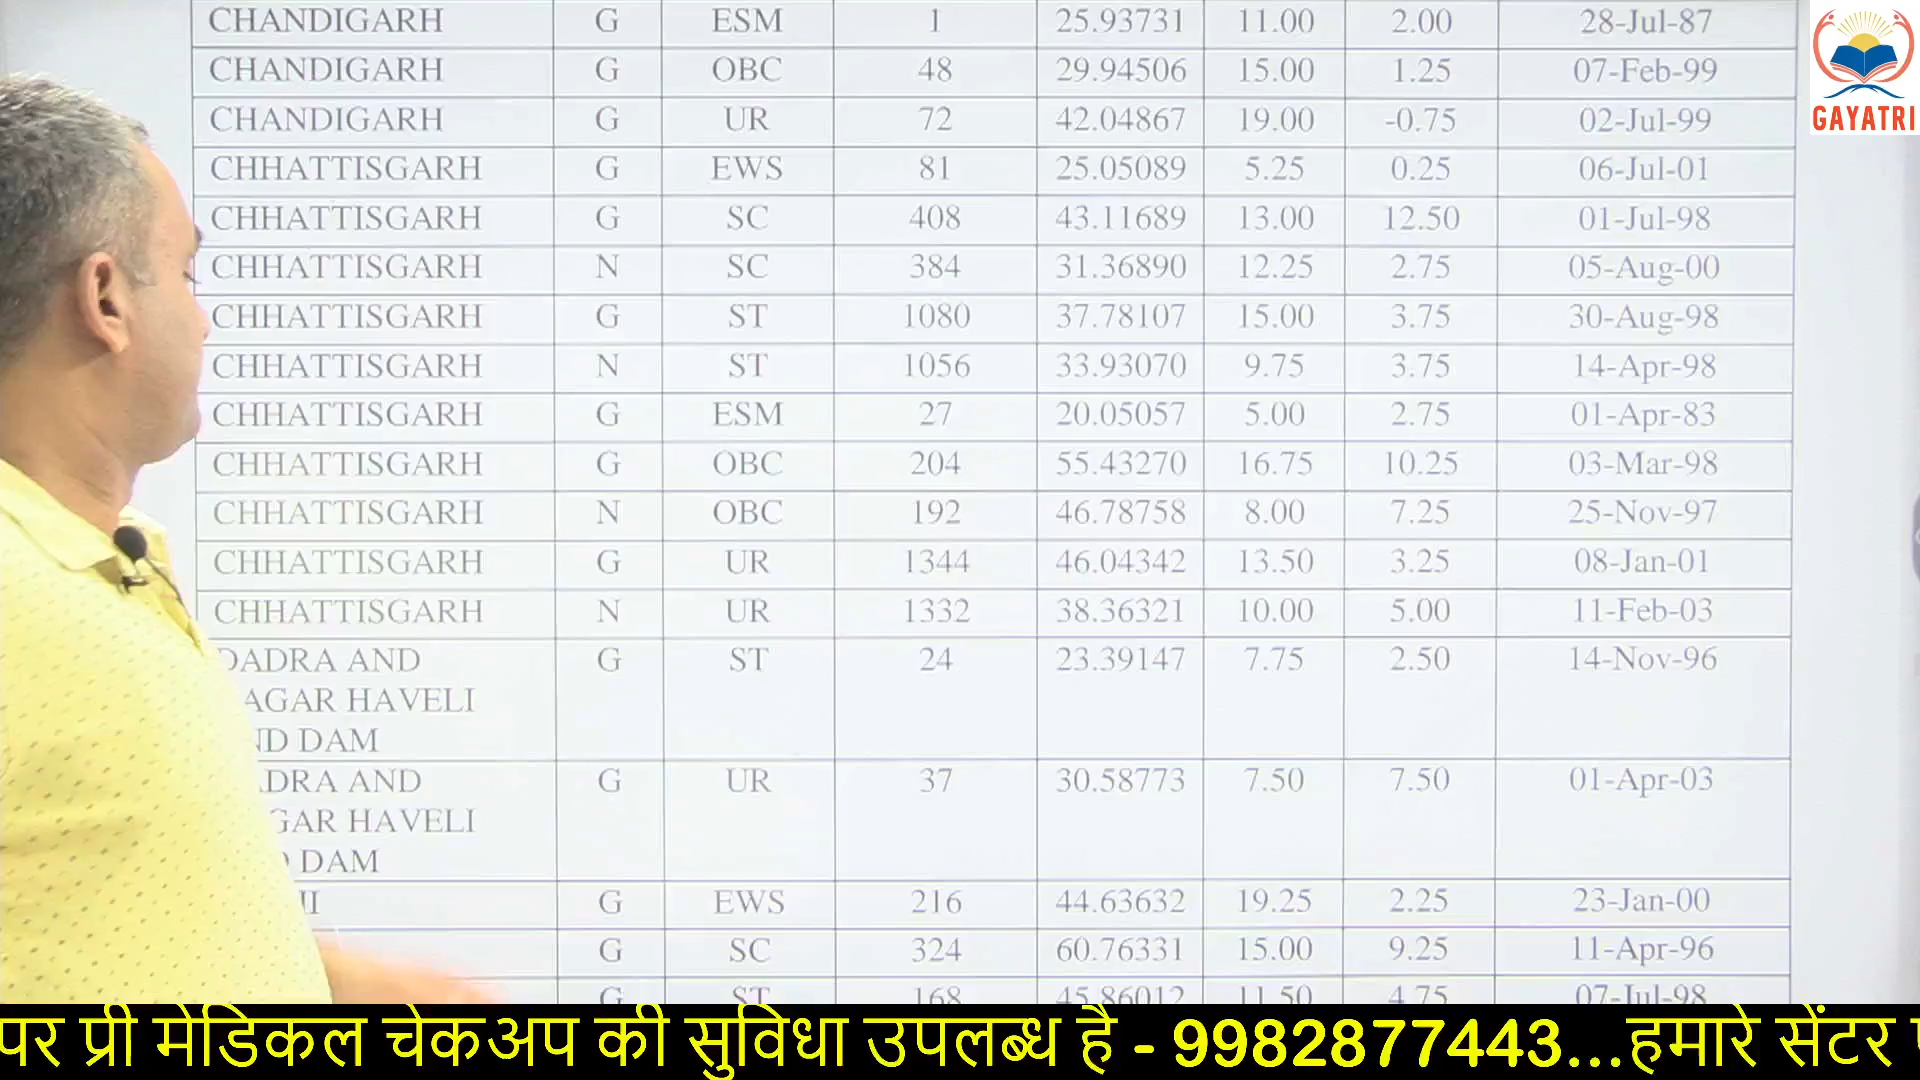 CHANDIGARH G ESM 1 25.93731 11.00 2.00 28-Jul-87
CHANDIGARH G OBC 48 29.94506 15.00 1.25 07-Feb-99
CHANDIGARH G UR 72 42.04867 19.00 -0.75 02-Jul-99
CHHATTISGARH G EWS 81 25.05089 5.25 0.25 06-Jul-01
CHHATTISGARH G SC 408 43.11689 13.00 12.50 01-Jul-98
CHHATTISGARH N SC 384 31.36890 12.25 2.75 05-Aug-00
CHHATTISGARH G ST 1080 37.78107 15.00 3.75 30-Aug-98
CHHATTISGARH N ST 1056 33.93070 9.75 3.75 14-Apr-98
CHHATTISGARH G ESM 27 20.05057 5.00 2.75 01-Apr-83
CHHATTISGARH G OBC 204 55.43270 16.75 10.25 03-Mar-98
CHHATTISGARH N OBC 192 46.78758 8.00 7.25 25-Nov-97
CHHATTISGARH G UR 1344 46.04342 13.50 3.25 08-Jan-01
CHHATTISGARH N UR 1332 38.36321 10.00 5.00 11-Feb-03
DADRA AND G ST 24 23.39147 7.75 2.50 14-Nov-96
AGAR HAVELI
ND DAM
DRA AND G UR 37 30.58773 7.50 7.50 01-Apr-03
GAR HAVELI
DAM
G EWS 216 44.63632 19.25 2.25 23-Jan-00
G SC 324 60.76331 15.00 9.25 11-Apr-96
G ST 168 45.86012 11.50 4.75 07-Jul-98
GAYATRI
पर प्री मेडिकल चेकअप की सुविधा उपलब्ध है - 9982877443...हमारे सेंटर